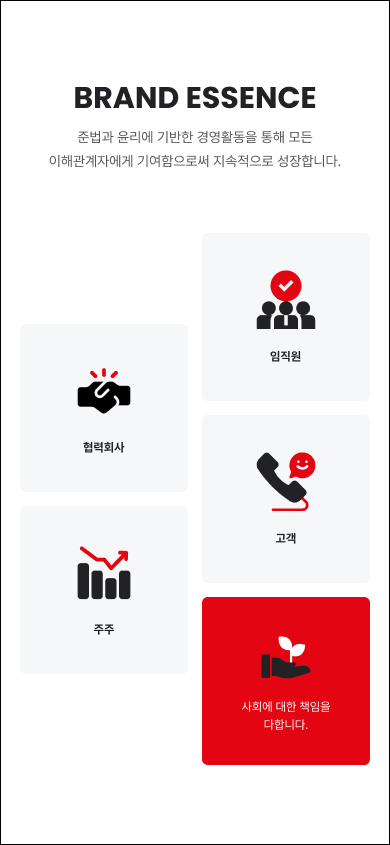 BRAND ESSENCE
준법과 윤리에 기반한 경영활동을 통해 모든
이해관계자에게 기여함으로써 지속적으로 성장합니다.
임직원
협력회사
고객
주주
사회에 대한 책임을
다합니다.